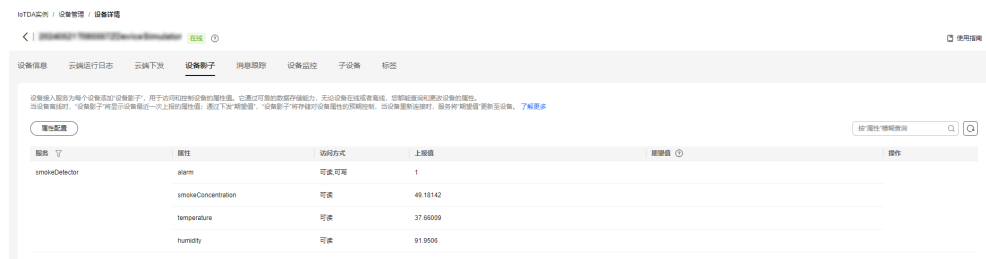 IoTDA实例 / 设备管理 / 设备详情
在线
使用指南
设备信息 云端运行日志 云端下发 设备影子 消息跟踪 设备监控 子设备 标签
设备接入服务为每个设备添加“设备影子”，用于访问和控制设备的属性值。它通过可靠的数据存储能力，无论设备在线或者离线，您都能查询和更改设备的属性。
当设备离线时，“设备影子”将显示设备最近一次上报的属性值；通过下发“期望值”，“设备影子”将存储对设备属性的预期控制，当设备重新连接时，服务将“期望值”更新至设备。 了解更多
属性配置
按“属性”模糊查询
服务 属性 访问方式 上报值 期望值 操作
smokeDetector alarm 可读,可写 1
smokeConcentration 可读 49.18142
temperature 可读 37.66009
humidity 可读 91.9506